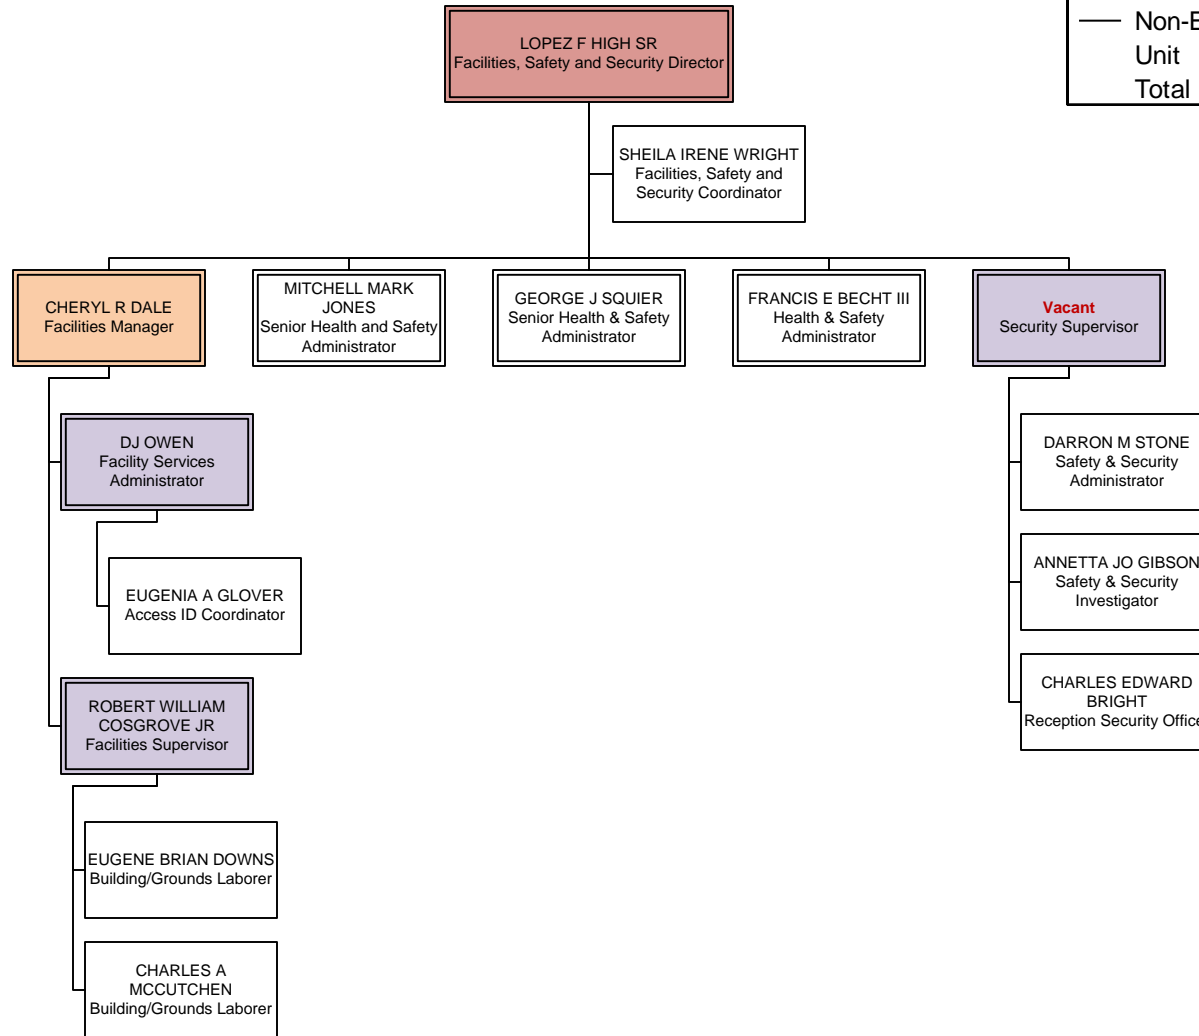 Unit
Total
LOPEZ F HIGH SR
Facilities, Safety and Security Director
SHEILA IRENE WRIGHT
Facilities, Safety and
Security Coordinator
CHERYL R DALE
Facilities Manager
MITCHELL MARK
JONES
Senior Health and Safety
Administrator
GEORGE J SQUIER
Senior Health & Safety
Administrator
FRANCIS E BECHT III
Health & Safety
Administrator
Vacant
Security Supervisor
DJ OWEN
Facility Services
Administrator
EUGENIA A GLOVER
Access ID Coordinator
ROBERT WILLIAM
COSGROVE JR
Facilities Supervisor
EUGENE BRIAN DOWNS
Building/Grounds Laborer
CHARLES A
MCCUTCHEN
Building/Grounds Laborer
DARRON M STONE
Safety & Security
Administrator
ANNETTA JO GIBSON
Safety & Security
Investigator
CHARLES EDWARD
BRIGHT
Reception Security